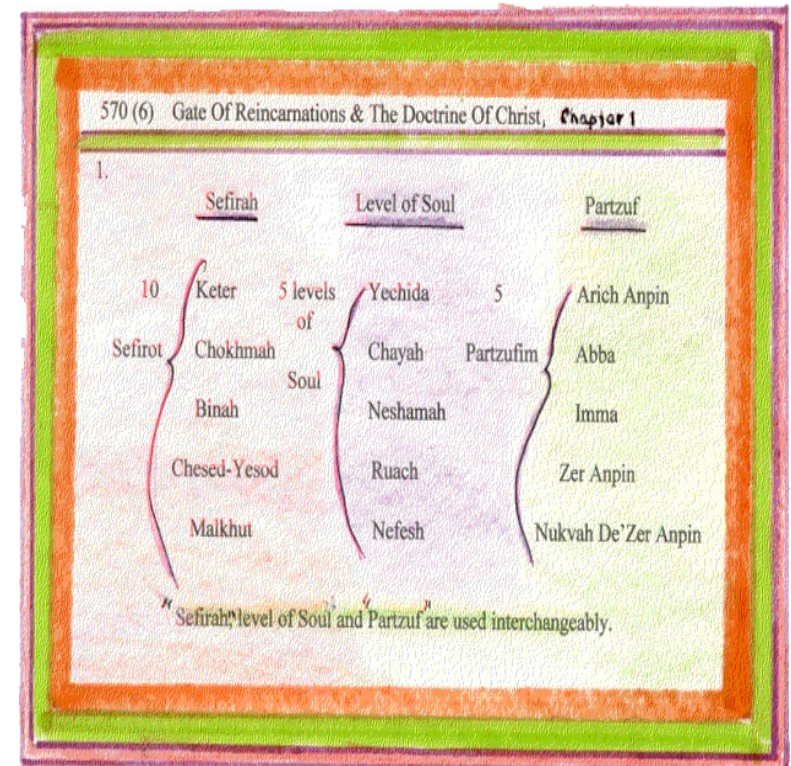 570 (6) Gate Of Reincarnations & The Doctrine Of Christ, Chapter 1
1.
Sefirah Level of Soul Partzuf
10 Keter 5 levels Yechida 5 Arich Anpin
of
Sefirot Chokhmah Chayah Partzufim Abba
Soul
Binah Neshamah Imma
Chesed-Yesod Ruach Zer Anpin
Malkhut Nefesh Nukvah De'Zer Anpin
"Sefirah," level of Soul' and "Partzuf" are used interchangeably.